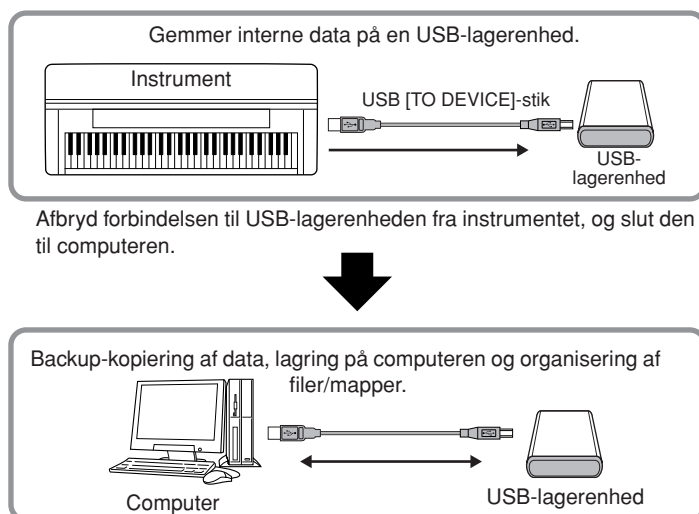 Gemmer interne data på en USB-lagerenhed.
Instrument
USB [TO DEVICE]-stik
USB-
lagerenhed
Afbryd forbindelsen til USB-lagerenheden fra instrumentet, og slut den
til computeren.
Backup-kopiering af data, lagring på computeren og organisering af
filer/mapper.
Computer
USB-lagerenhed